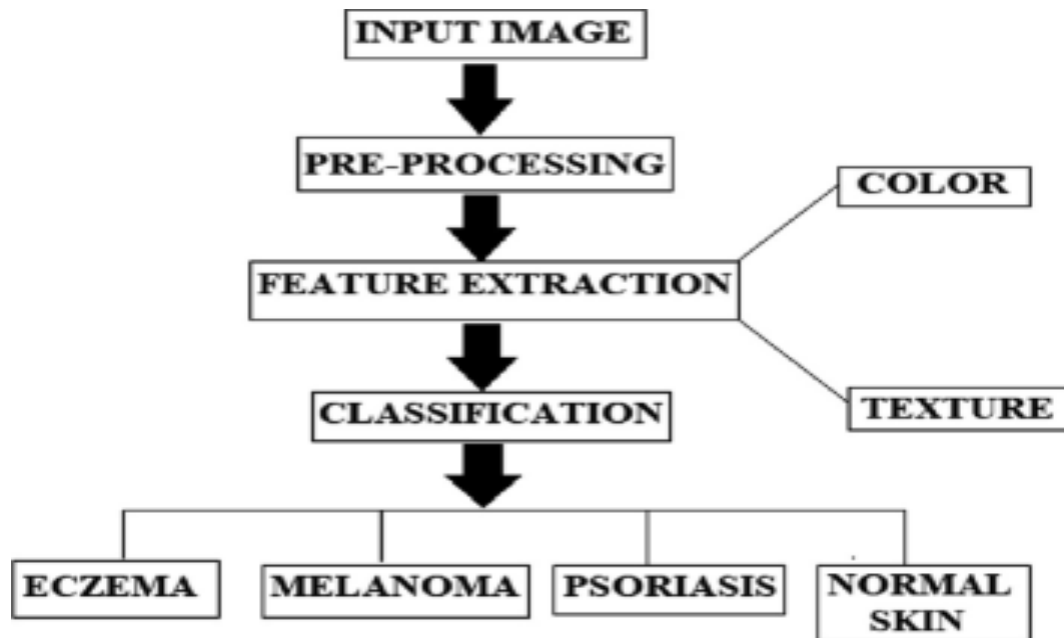 INPUT IMAGE
PRE-PROCESSING
COLOR
FEATURE EXTRACTION
TEXTURE
CLASSIFICATION
ECZEMA
MELANOMA
PSORIASIS
NORMAL
SKIN